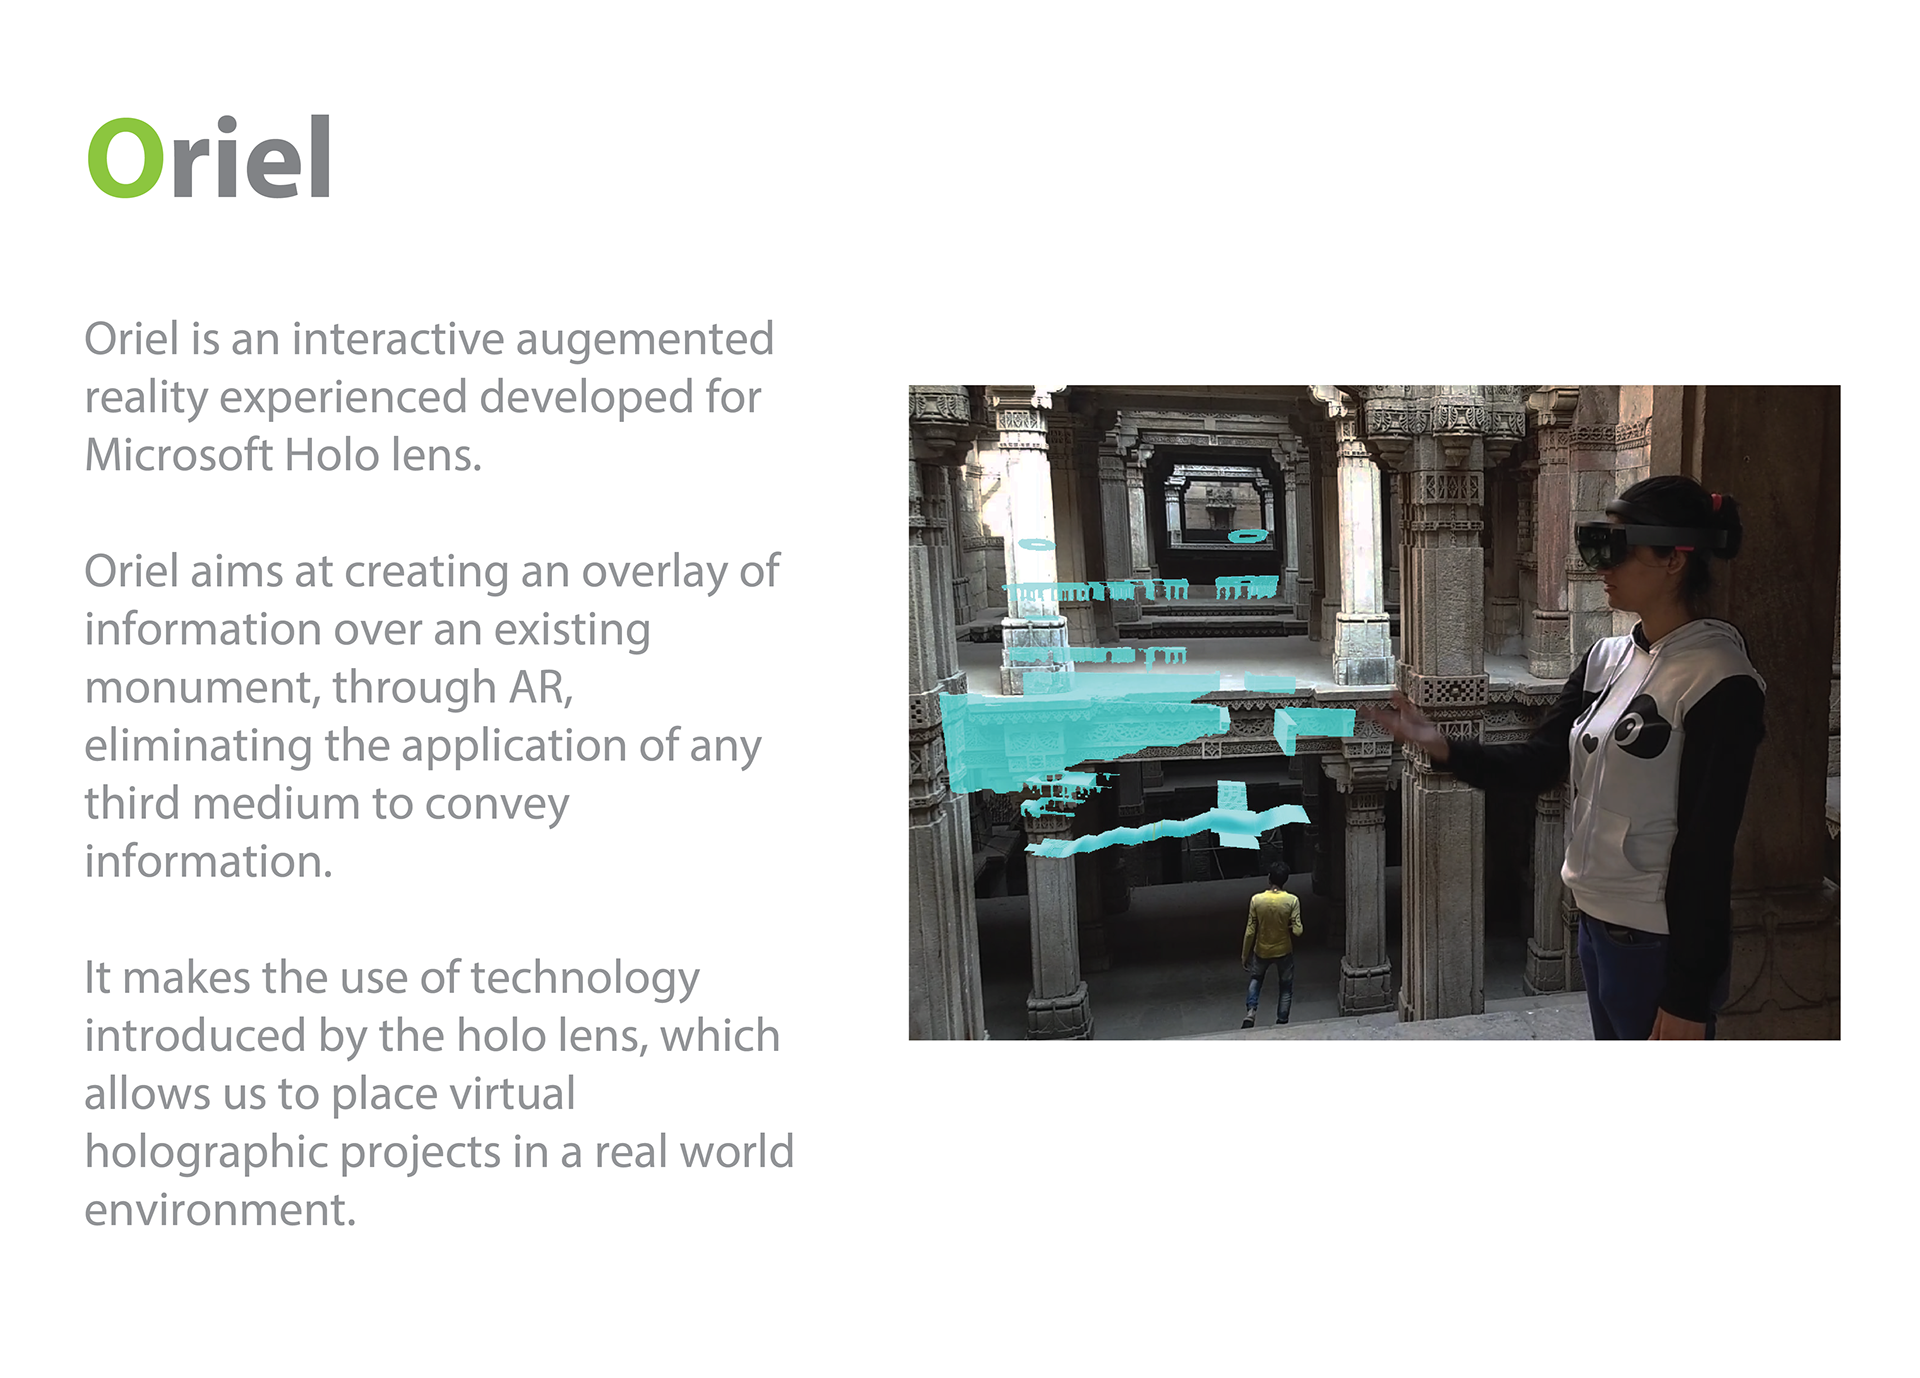 Oriel
Oriel is an interactive augemented
reality experienced developed for
Microsoft Holo lens.
Oriel aims at creating an overlay of
information over an existing
monument, through AR,
eliminating the application of any
third medium to convey
information.
It makes the use of technology
introduced by the holo lens, which
allows us to place virtual
holographic projects in a real world
environment.